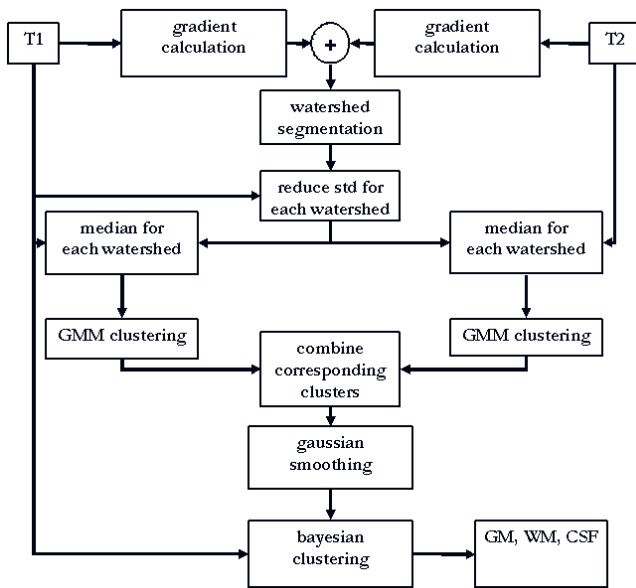 T1
gradient
calculation
+
gradient
calculation
T2
watershed
segmentation
reduce std for
each watershed
median for
each watershed
median for
each watershed
GMM clustering
GMM clustering
combine
corresponding
clusters
gaussian
smoothing
bayesian
clustering
GM, WM, CSF